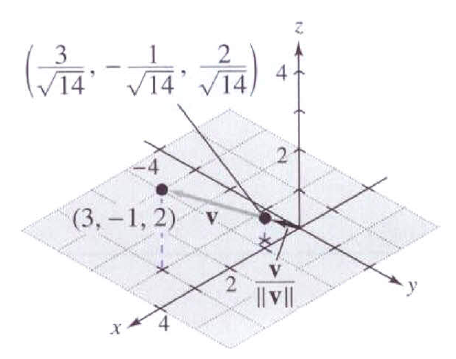 z
(3/√14, −1/√14, 2/√14)
4
2
−4
(3, −1, 2)
v
2
v/‖v‖
y
x
4